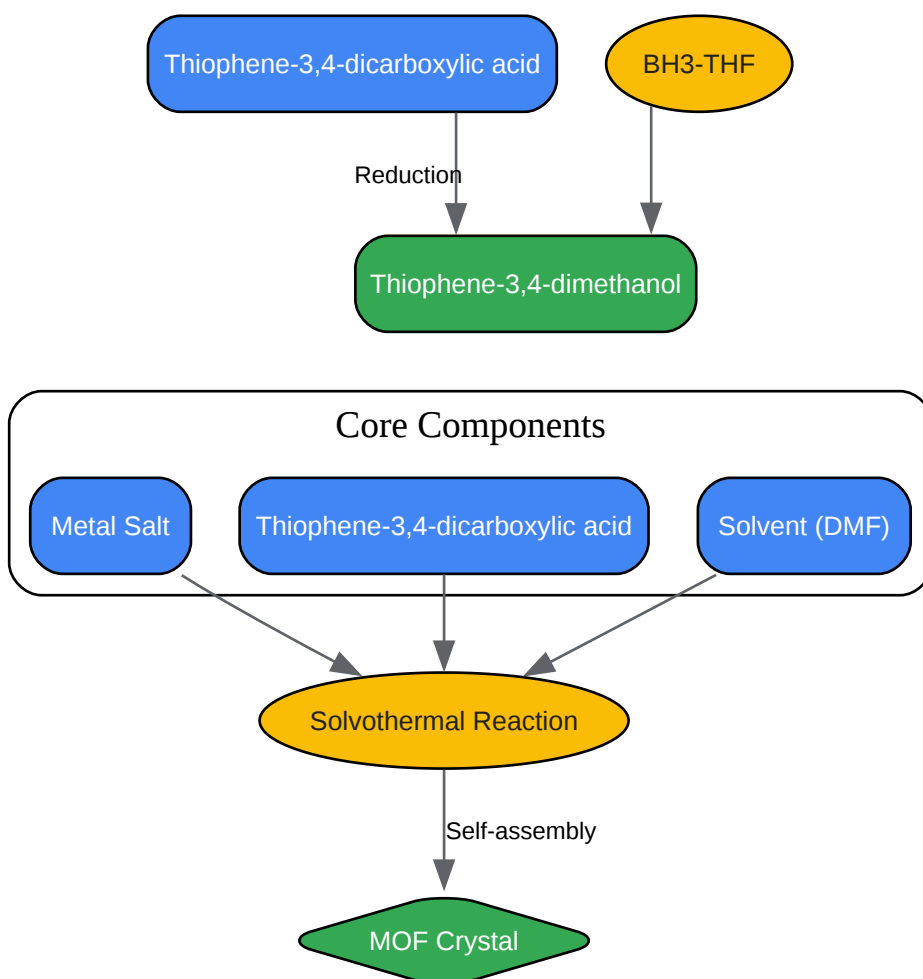 Thiophene-3,4-dicarboxylic acid
BH3-THF
Reduction
Thiophene-3,4-dimethanol
Core Components
Metal Salt
Thiophene-3,4-dicarboxylic acid
Solvent (DMF)
Solvothermal Reaction
Self-assembly
MOF Crystal